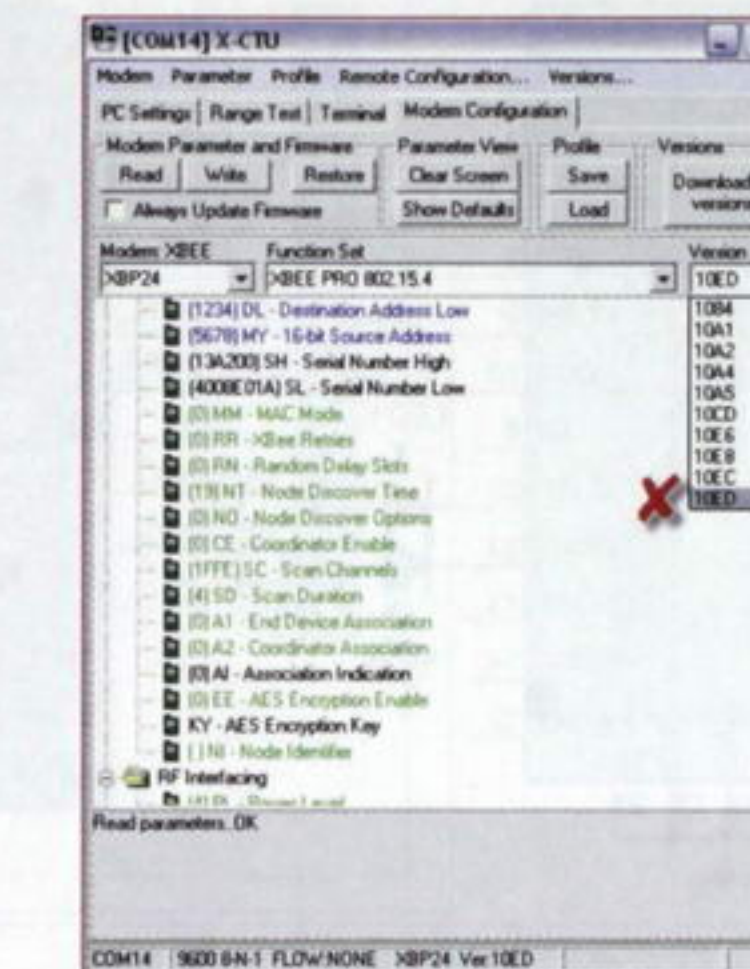 [COM14] X-CTU
Modem Parameter Profile Remote Configuration... Versions...
PC Settings Range Test Terminal Modem Configuration
Modem Parameter and Firmware Parameter View Profile Versions
Read Write Restore Clear Screen Save Download
Always Update Firmware Show Defaults Load versions
Modem: XBEE Function Set Version
XBP24 XBEE PRO 802.15.4 10ED
(1234) DL - Destination Address Low 1084
(5678) MY - 16-bit Source Address 10A1
(13A200) SH - Serial Number High 10A2
(4008E01A) SL - Serial Number Low 10A4
(0) MM - MAC Mode 10A5
(0) RR - XBee Retries 10CD
(0) RN - Random Delay Slots 10E6
(19) NT - Node Discover Time 10E8
(0) NO - Node Discover Options 10EC
(0) CE - Coordinator Enable 10ED
(1FFE) SC - Scan Channels
(4) SD - Scan Duration
(0) A1 - End Device Association
(0) A2 - Coordinator Association
(0) AI - Association Indication
(0) EE - AES Encryption Enable
KY - AES Encryption Key
( ) NI - Node Identifier
RF Interfacing
(4) PL - Power Level
Read parameters..OK
COM14 9600 8-N-1 FLOW:NONE XBP24 Ver:10ED